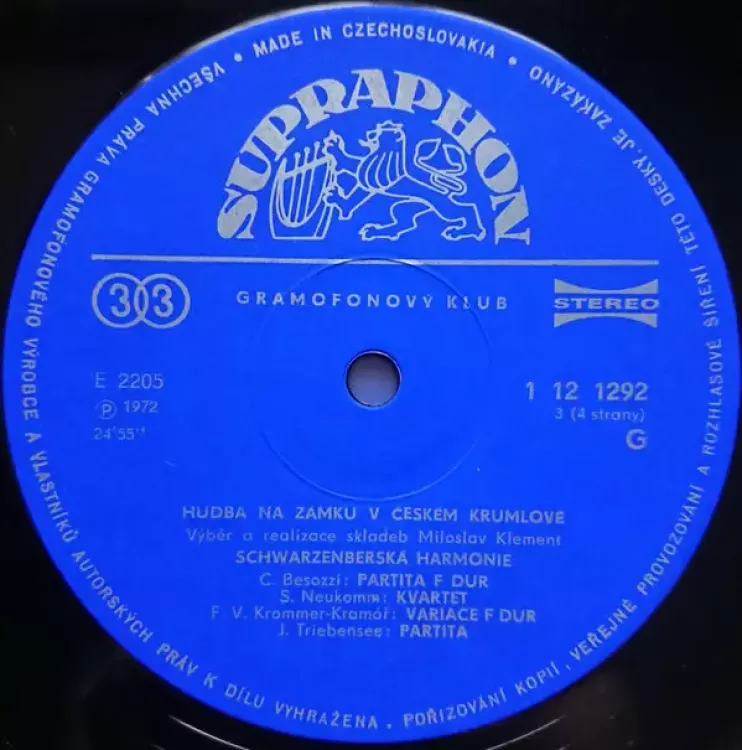 VŠECHNA PRÁVA GRAMOFONOVÉHO VÝROBCE A VLASTNÍKŮ AUTORSKÝCH PRÁV K DÍLU VYHRAŽENA. POŘIZOVÁNÍ KOPIÍ, VEŘEJNÉ PROVOZOVÁNÍ A ROZHLASOVÉ ŠÍŘENÍ TÉTO DESKY JE ZAKÁZÁNO • MADE IN CZECHOSLOVAKIA •
SUPRAPHON
33 GRAMOFONOVÝ KLUB STEREO
E 2205
℗ 1972
24'55"
1 12 1292
3 (4 strany)
G
HUDBA NA ZÁMKU V ČESKÉM KRUMLOVĚ
Výběr a realizace skladeb Miloslav Klement
SCHWARZENBERSKÁ HARMONIE
C. Besozzi: PARTITA F DUR
S. Neukomm: KVARTET
F. V. Krommer-Kramář: VARIACE F DUR
J. Triebensee: PARTITA